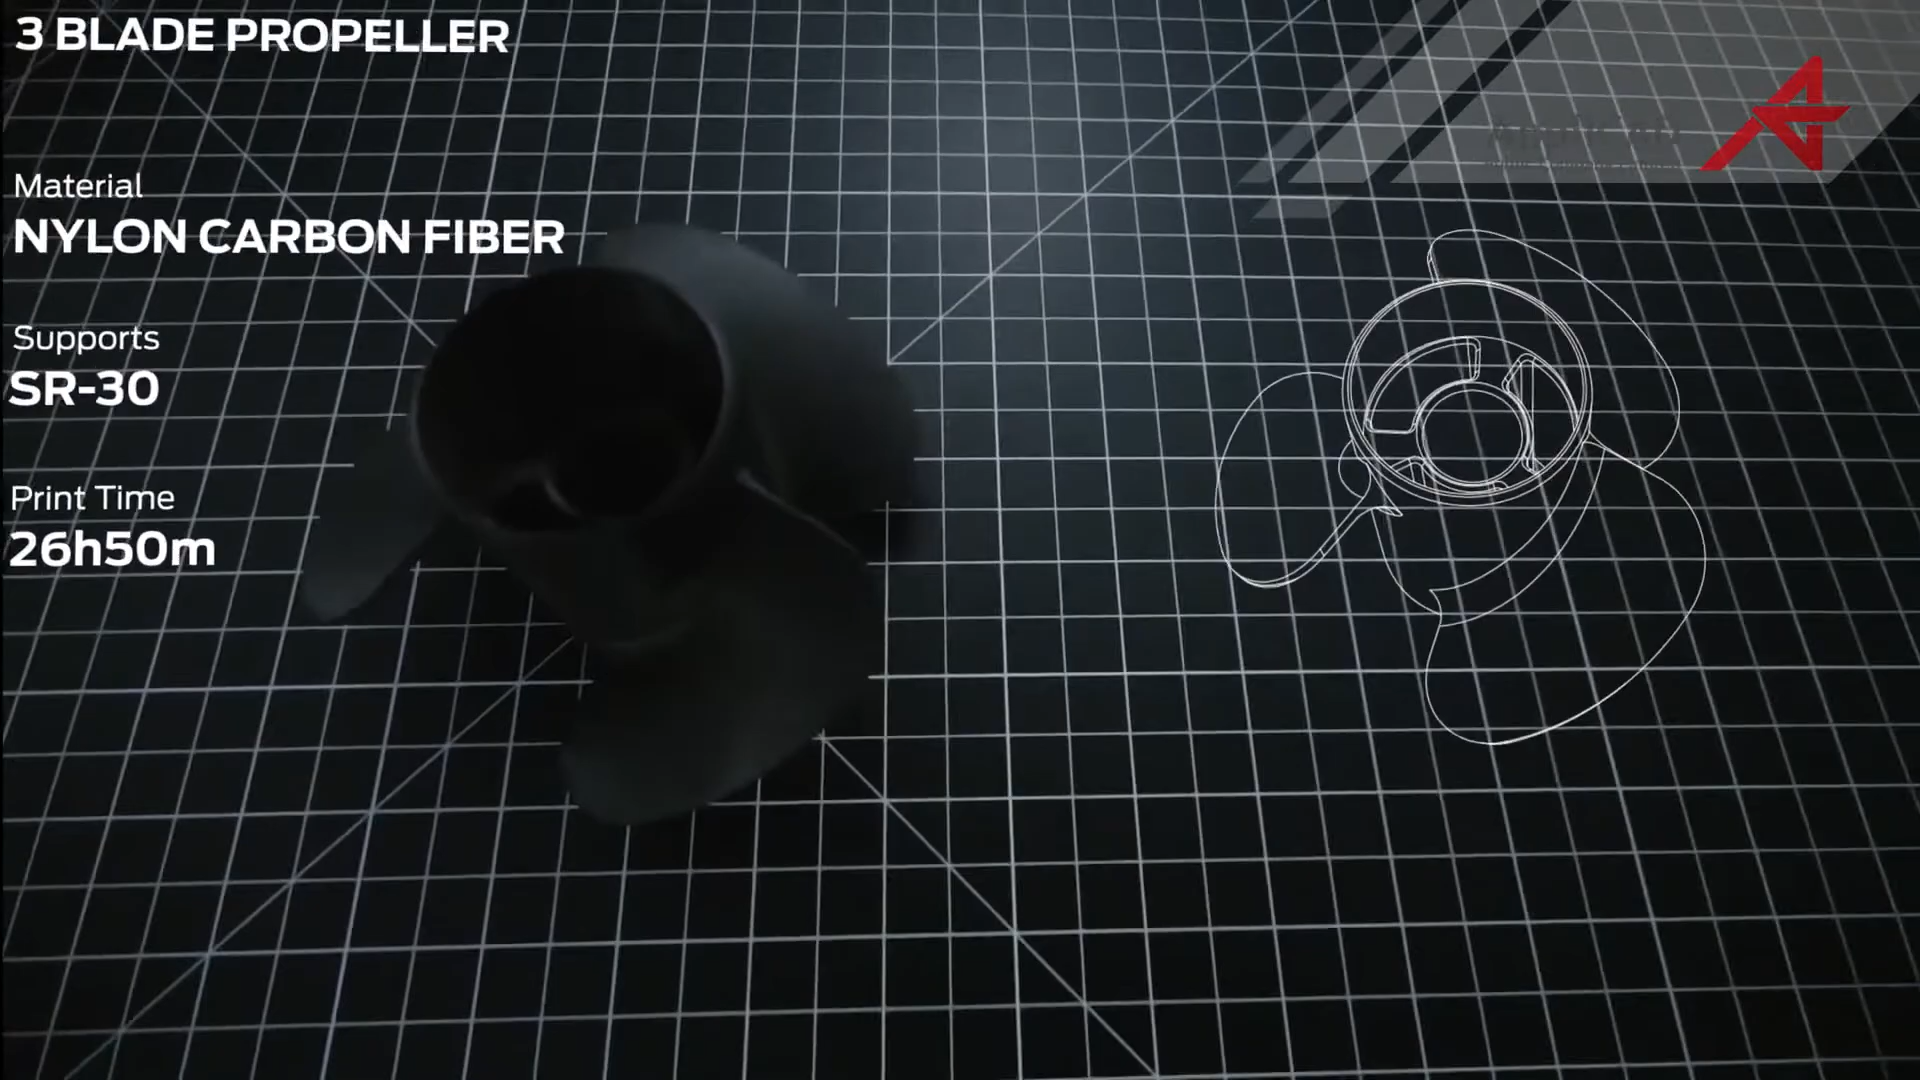 3 BLADE PROPELLER
Material
NYLON CARBON FIBER
Supports
SR-30
Print Time
26h50m